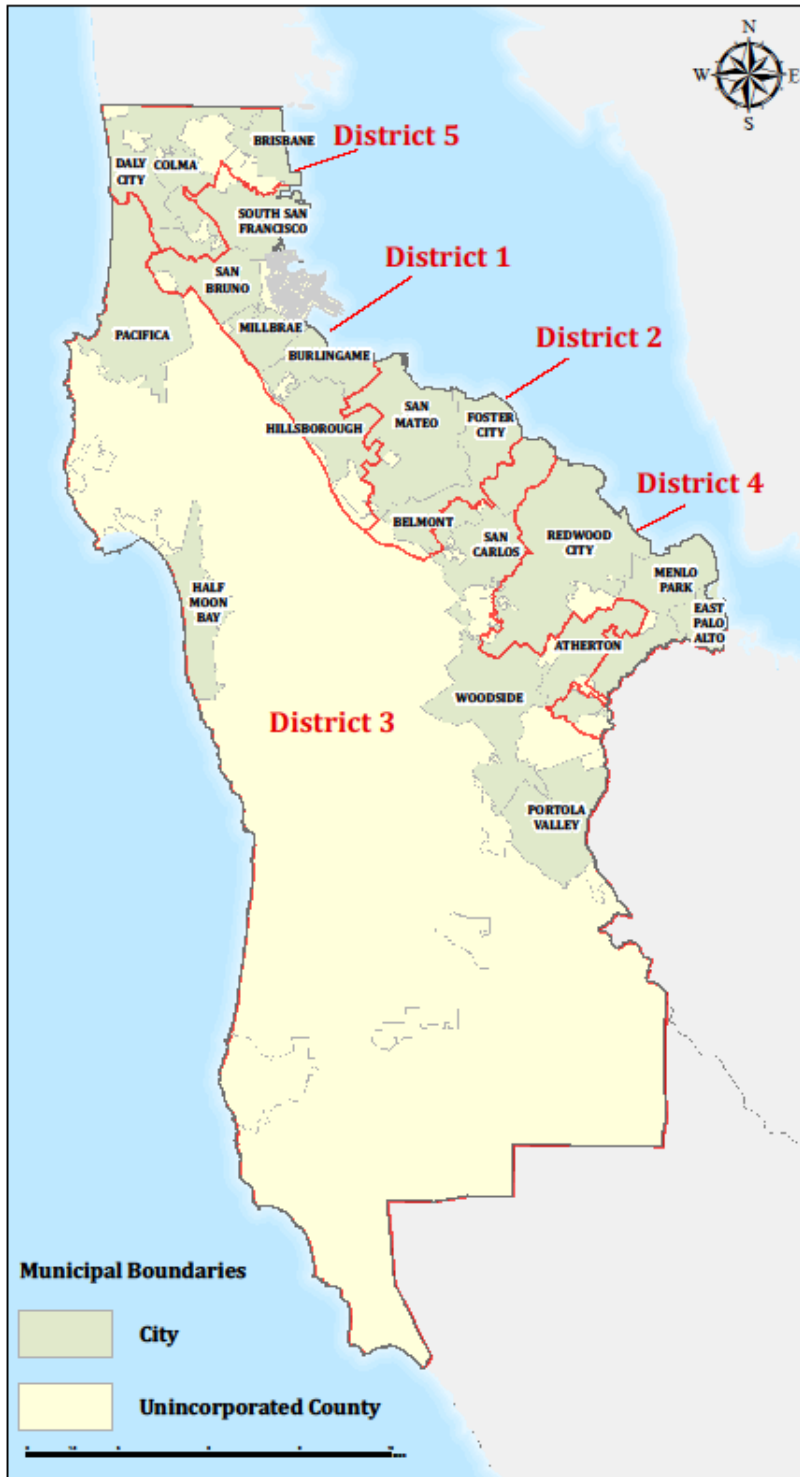 N
W
E
S
BRISBANE
District 5
DALY
CITY
COLMA
SOUTH SAN
FRANCISCO
District 1
SAN
BRUNO
MILLBRAE
PACIFICA
BURLINGAME
District 2
SAN
MATEO
FOSTER
CITY
HILLSBOROUGH
District 4
BELMONT
SAN
CARLOS
REDWOOD
CITY
MENLO
PARK
HALF
MOON
BAY
EAST
PALO
ALTO
ATHERTON
WOODSIDE
District 3
PORTOLA
VALLEY
Municipal Boundaries
City
Unincorporated County